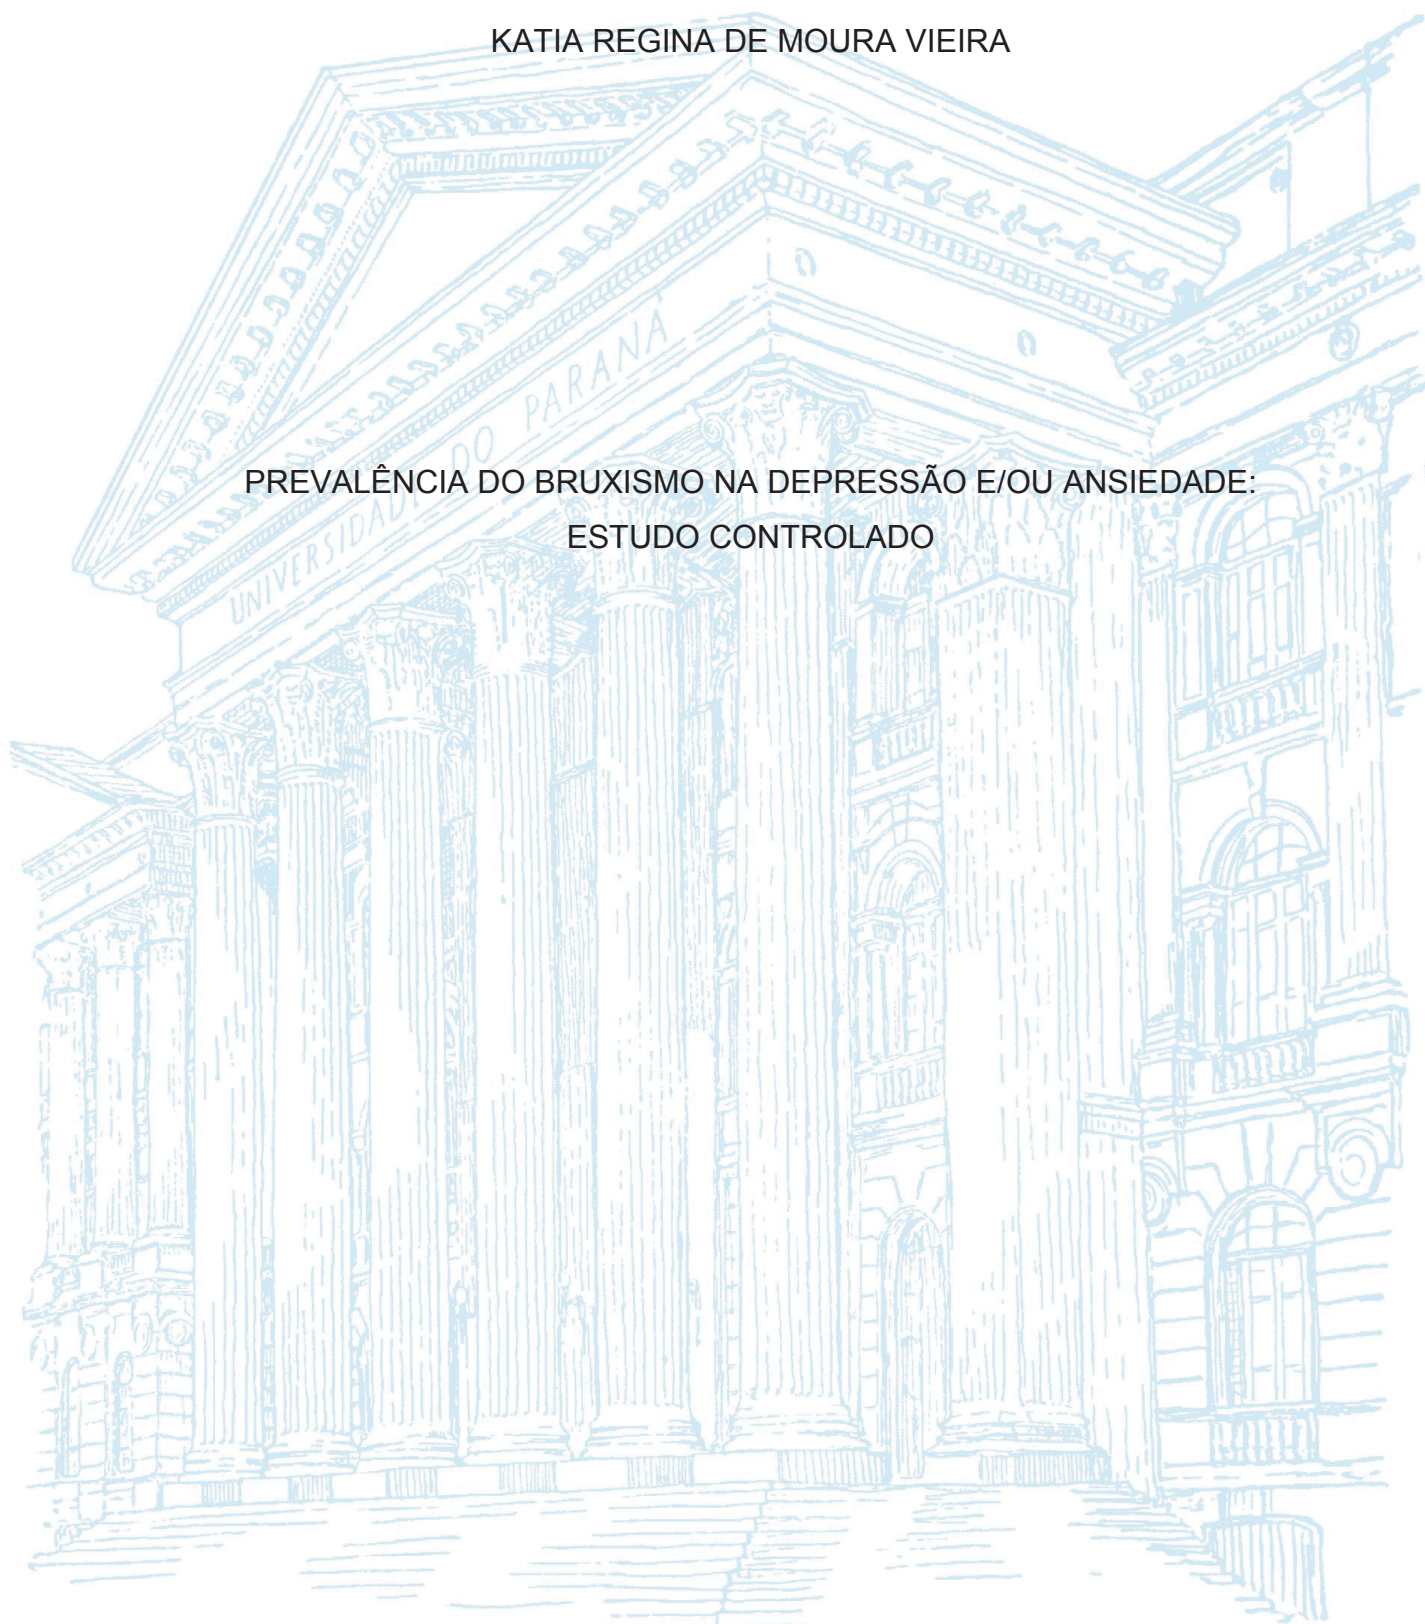 KATIA REGINA DE MOURA VIEIRA
PREVALÊNCIA DO BRUXISMO NA DEPRESSÃO E/OU ANSIEDADE:
ESTUDO CONTROLADO
UNIVERSIDADE DO PARANÁ